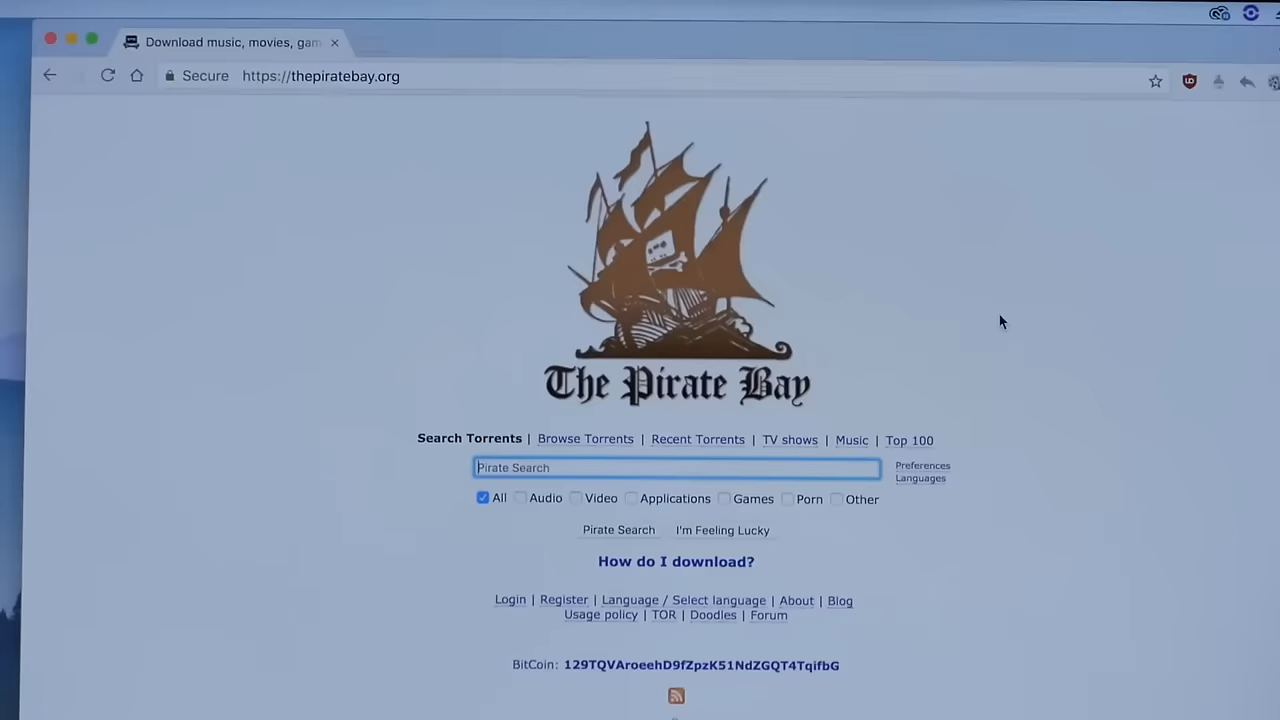 Download music, movies, gam
Secure https://thepiratebay.org
The Pirate Bay
Search Torrents | Browse Torrents | Recent Torrents | TV shows | Music | Top 100
Pirate Search
Preferences
Languages
All Audio Video Applications Games Porn Other
Pirate Search I'm Feeling Lucky
How do I download?
Login | Register | Language / Select language | About | Blog
Usage policy | TOR | Doodles | Forum
BitCoin: 129TQVAroeehD9fZpzK51NdZGQT4TqifbG